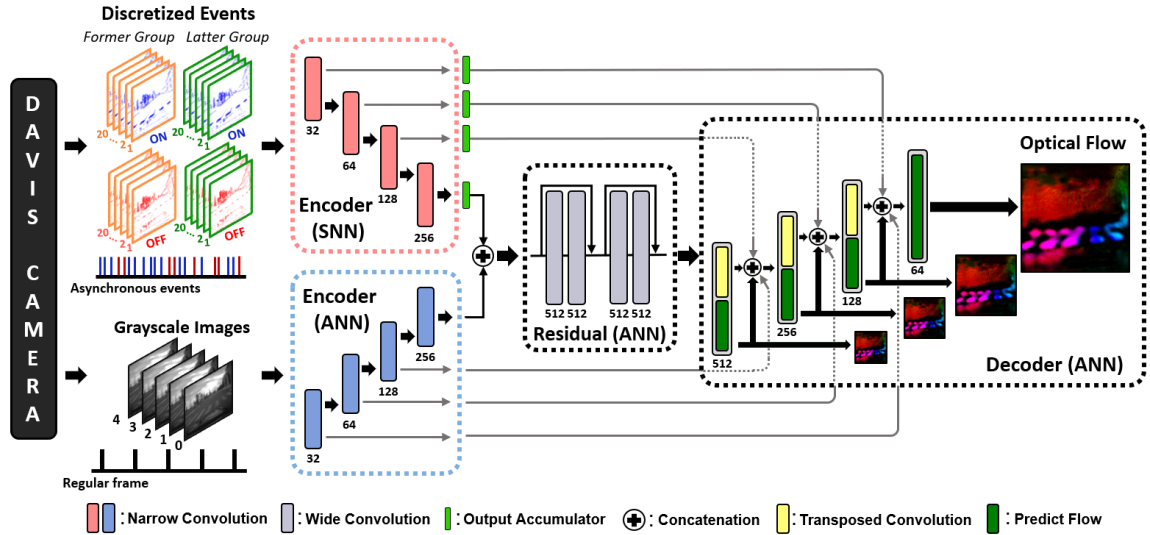 DAVIS CAMERA
Discretized Events
Former Group Latter Group
20 ... 2 1 ON
20 ... 2 1 ON
20 ... 2 1 OFF
20 ... 2 1 OFF
Asynchronous events
Grayscale Images
4 3 2 1 0
Regular frame
32
64
128
256
Encoder
(SNN)
Encoder
(ANN)
256
128
64
32
512 512 512 512
Residual (ANN)
512
256
128
64
Optical Flow
Decoder (ANN)
: Narrow Convolution
: Wide Convolution
: Output Accumulator
: Concatenation
: Transposed Convolution
: Predict Flow